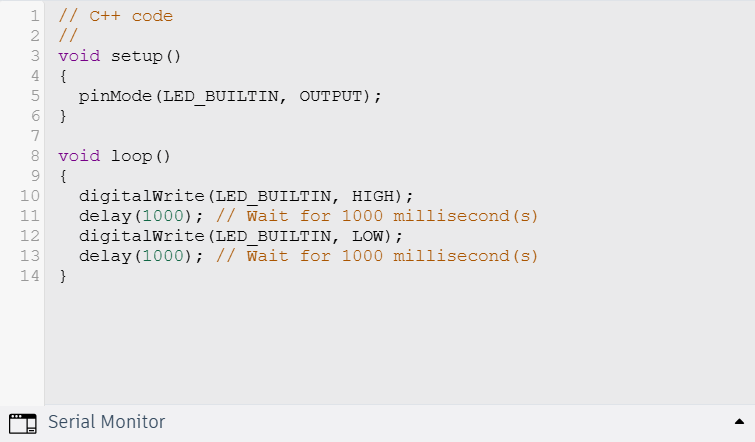 1 // C++ code
2 //
3 void setup()
4 {
5   pinMode(LED_BUILTIN, OUTPUT);
6 }
7
8 void loop()
9 {
10   digitalWrite(LED_BUILTIN, HIGH);
11   delay(1000); // Wait for 1000 millisecond(s)
12   digitalWrite(LED_BUILTIN, LOW);
13   delay(1000); // Wait for 1000 millisecond(s)
14 }
Serial Monitor